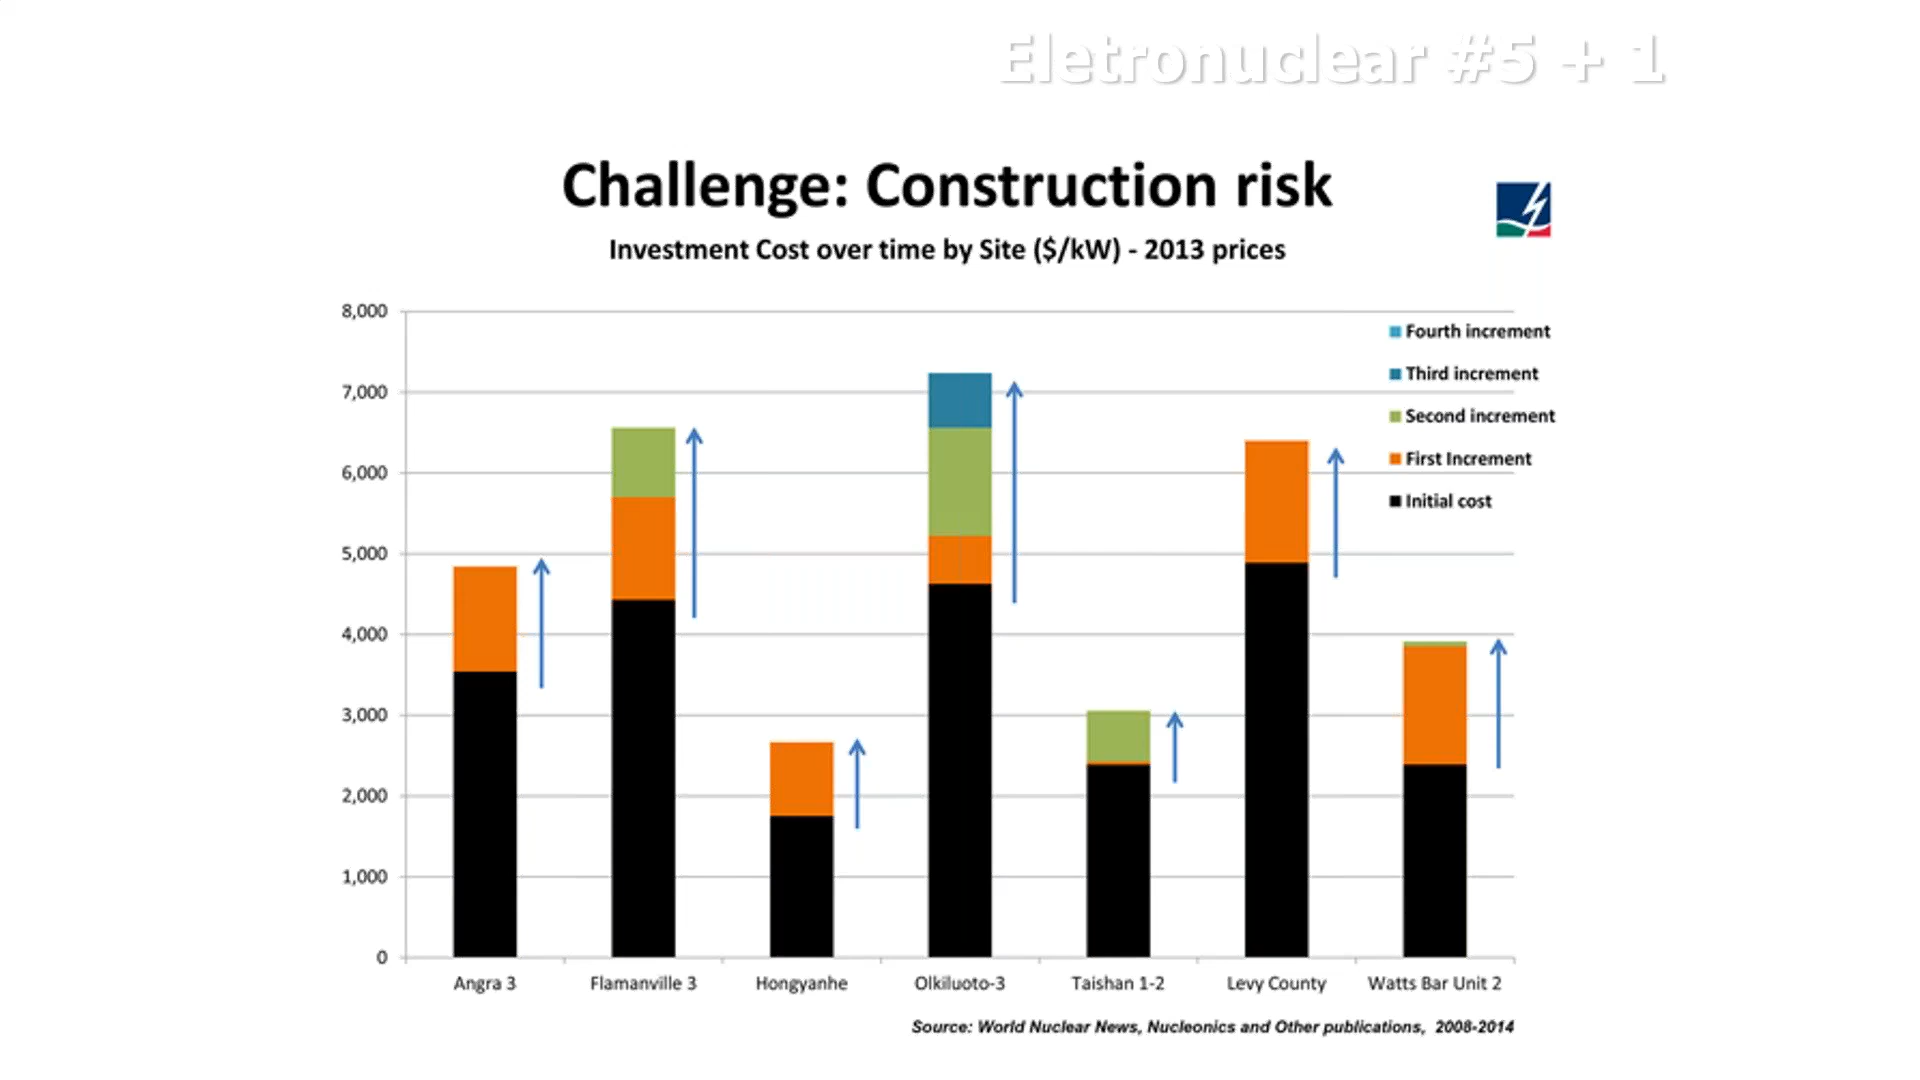 Eletronuclear #5 + 1
Challenge: Construction risk
Investment Cost over time by Site ($/kW) - 2013 prices
8,000
7,000
6,000
5,000
4,000
3,000
2,000
1,000
0
Fourth increment
Third increment
Second increment
First Increment
Initial cost
Angra 3
Flamanville 3
Hongyanhe
Olkiluoto-3
Taishan 1-2
Levy County
Watts Bar Unit 2
Source: World Nuclear News, Nucleonics and Other publications, 2008-2014